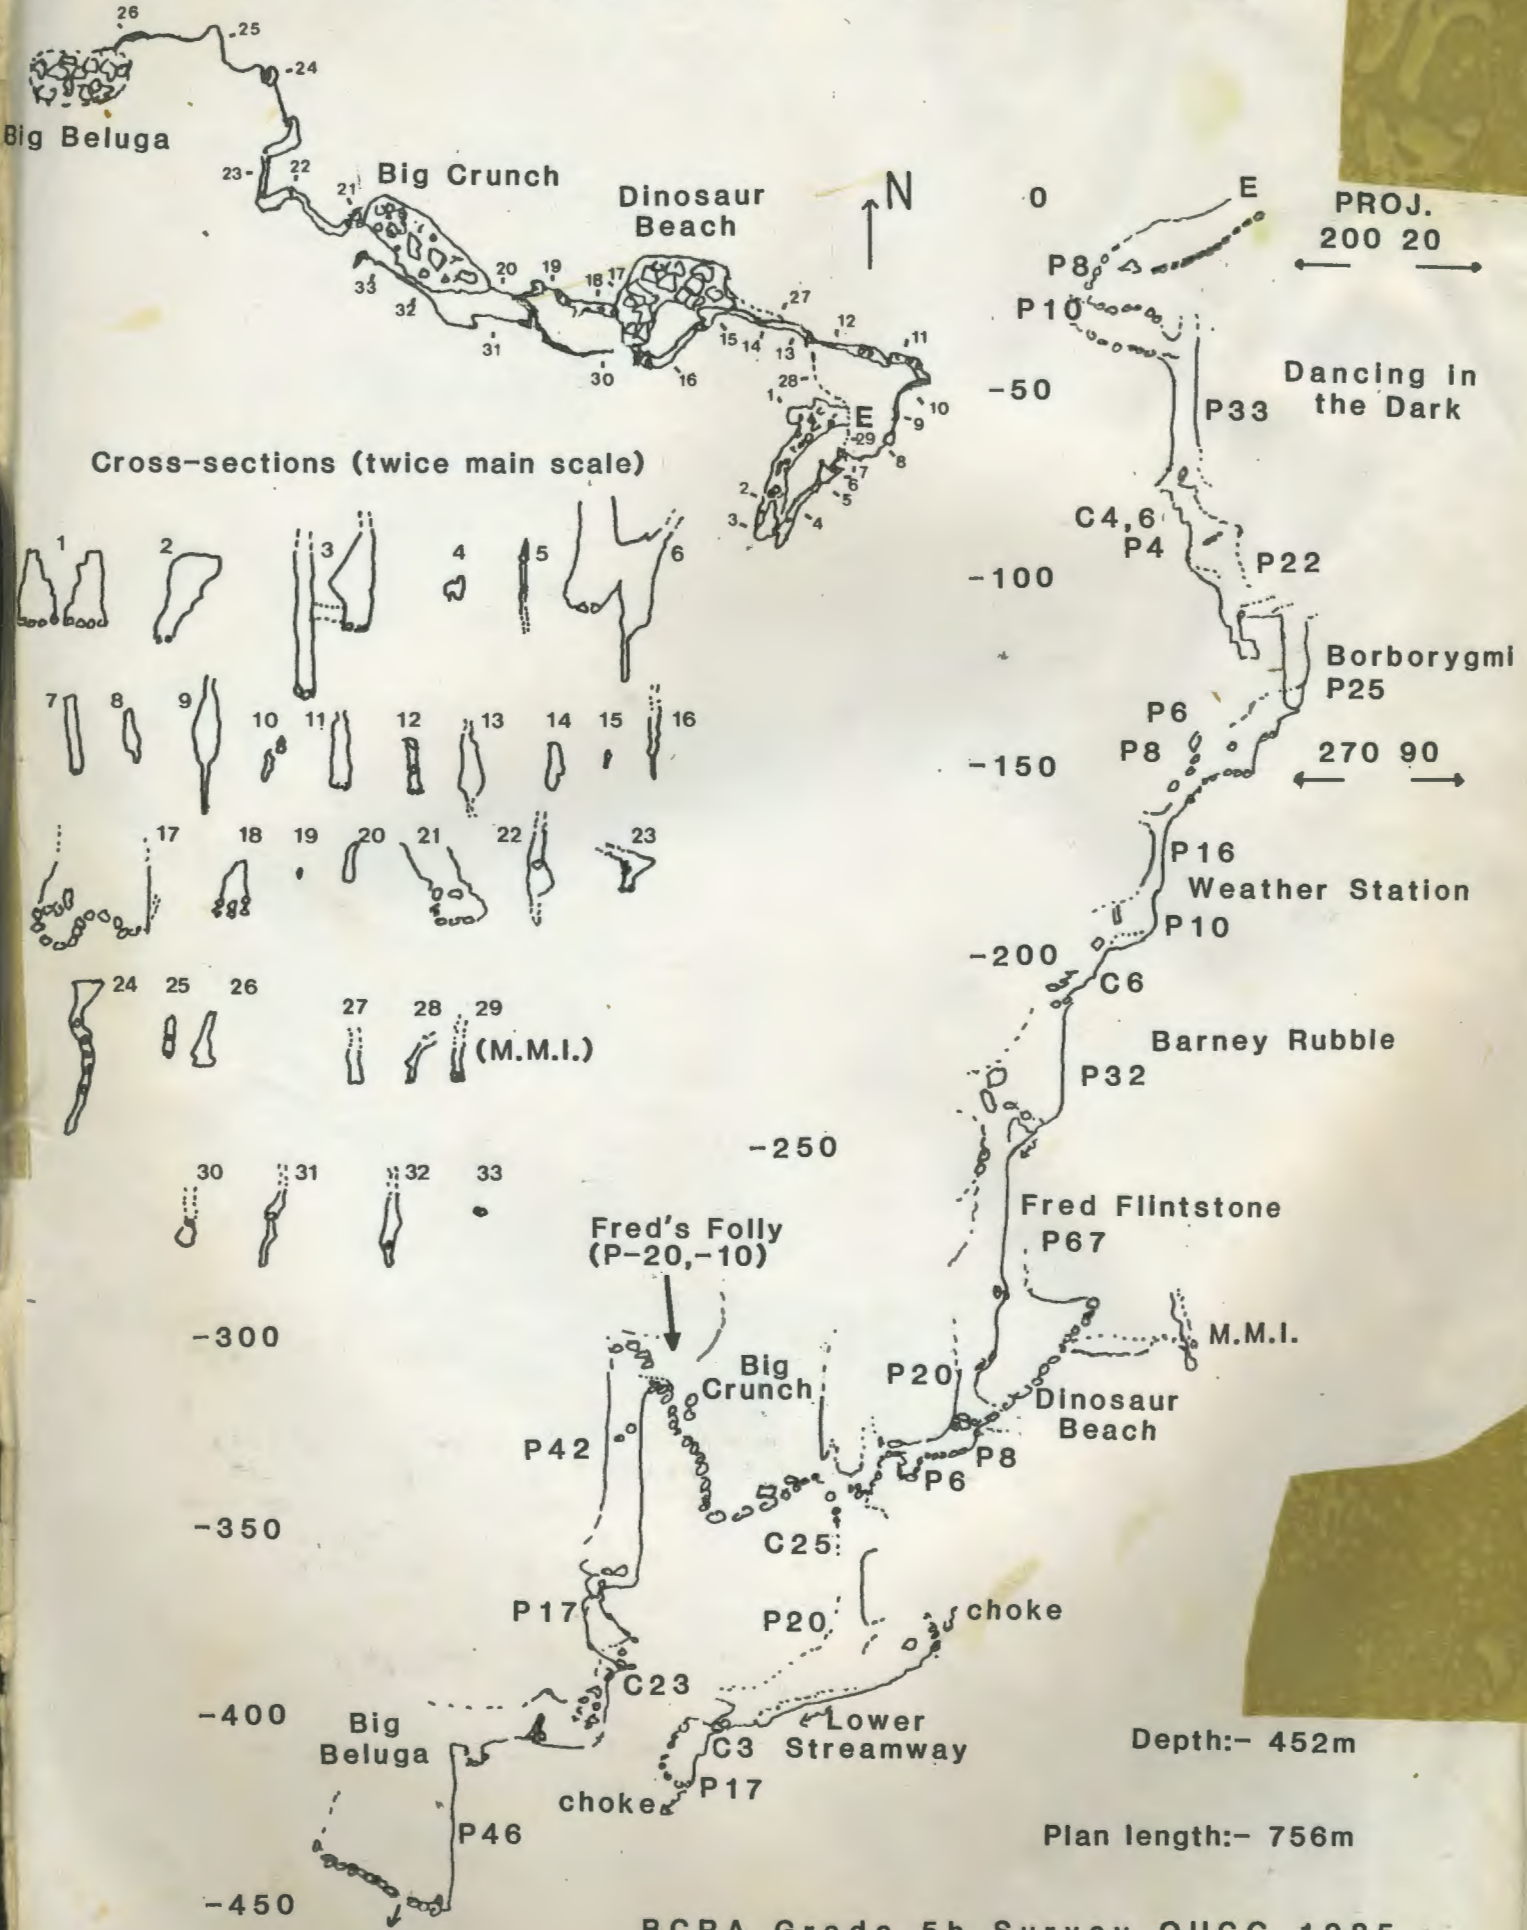 26
25
24
Big Beluga
23
22
21
Big Crunch
Dinosaur
Beach
N
33
32
31
20
19
18
17
30
16
15
14
13
27
12
11
28
1
E
29
10
9
8
7
6
5
4
3
2
Cross-sections (twice main scale)
1
2
3
4
5
6
7
8
9
10
11
12
13
14
15
16
17
18
19
20
21
22
23
24
25
26
27
28
29
(M.M.I.)
30
31
32
33
0
E
PROJ.
200 20
P8
P10
-50
Dancing in
the Dark
P33
C4,6
P4
-100
P22
Borborygmi
P25
P6
P8
-150
270 90
P16
Weather Station
P10
-200
C6
Barney Rubble
P32
-250
Fred Flintstone
P67
Fred's Folly
(P-20,-10)
-300
M.M.I.
Big
Crunch
P20
Dinosaur
Beach
P42
P8
P6
-350
C25
P17
P20
choke
C23
-400
Big
Beluga
Lower
Streamway
C3
P17
choke
Depth:- 452m
P46
Plan length:- 756m
-450
BCRA Grade 5b Survey OUCC 1985